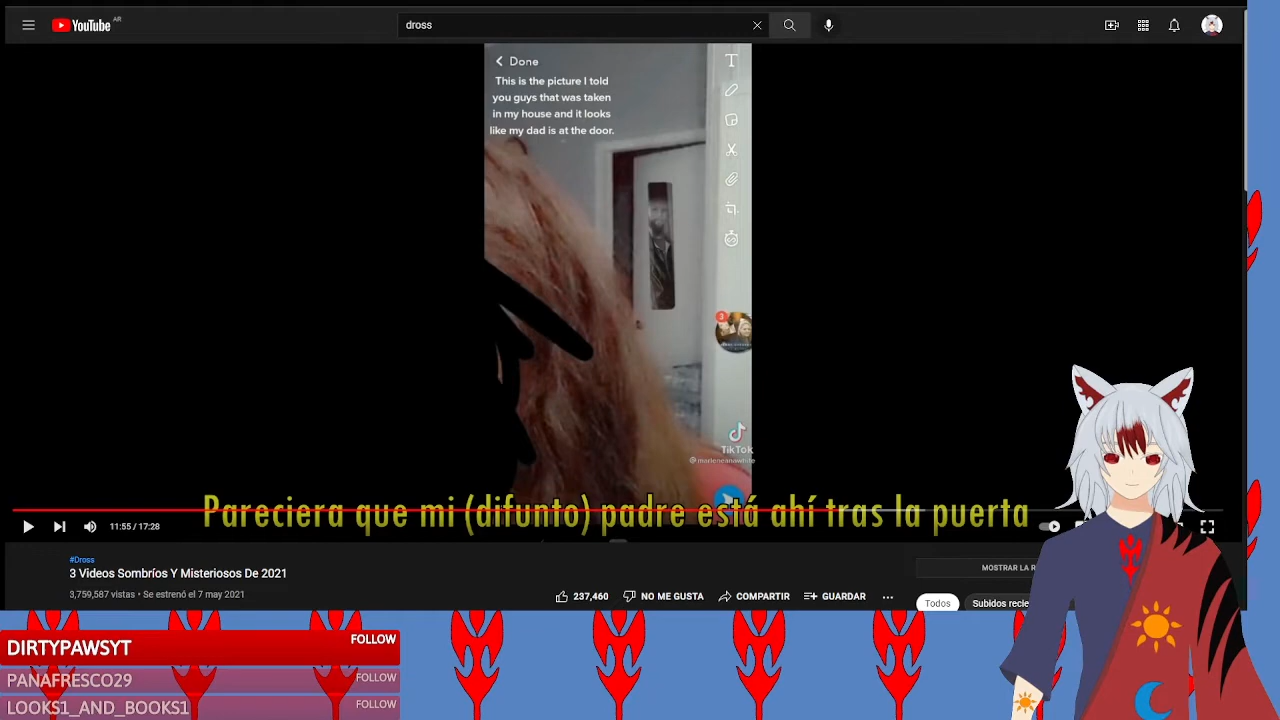 YouTube AR
dross
Done
This is the picture I told
you guys that was taken
in my house and it looks
like my dad is at the door.
3
TikTok
Pareciera que mi (difunto) padre está ahí tras la puerta
11:55 / 17:28
#Dross
3 Videos Sombríos Y Misteriosos De 2021
3,759,587 vistas • Se estrenó el 7 may 2021
237,460 NO ME GUSTA COMPARTIR GUARDAR
MOSTRAR LA R
Todos Subidos recie
DIRTYPAWSYT FOLLOW
PANAFRESCO29 FOLLOW
LOOKS1_AND_BOOKS1 FOLLOW